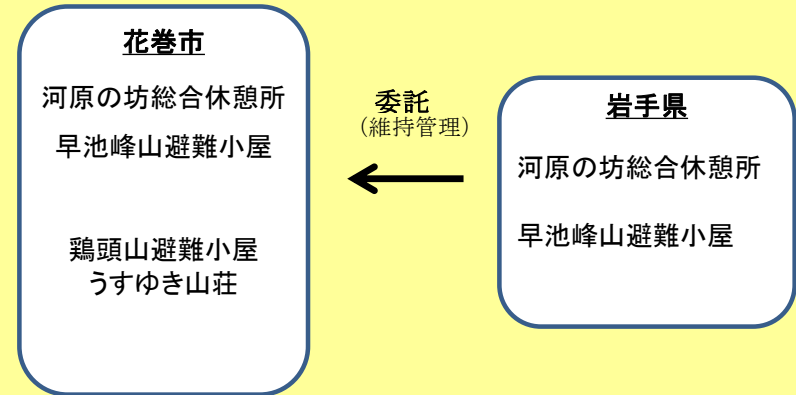 花巻市
河原の坊総合休憩所
早池峰山避難小屋
鶏頭山避難小屋
うすゆき山荘
委託
（維持管理）
岩手県
河原の坊総合休憩所
早池峰山避難小屋